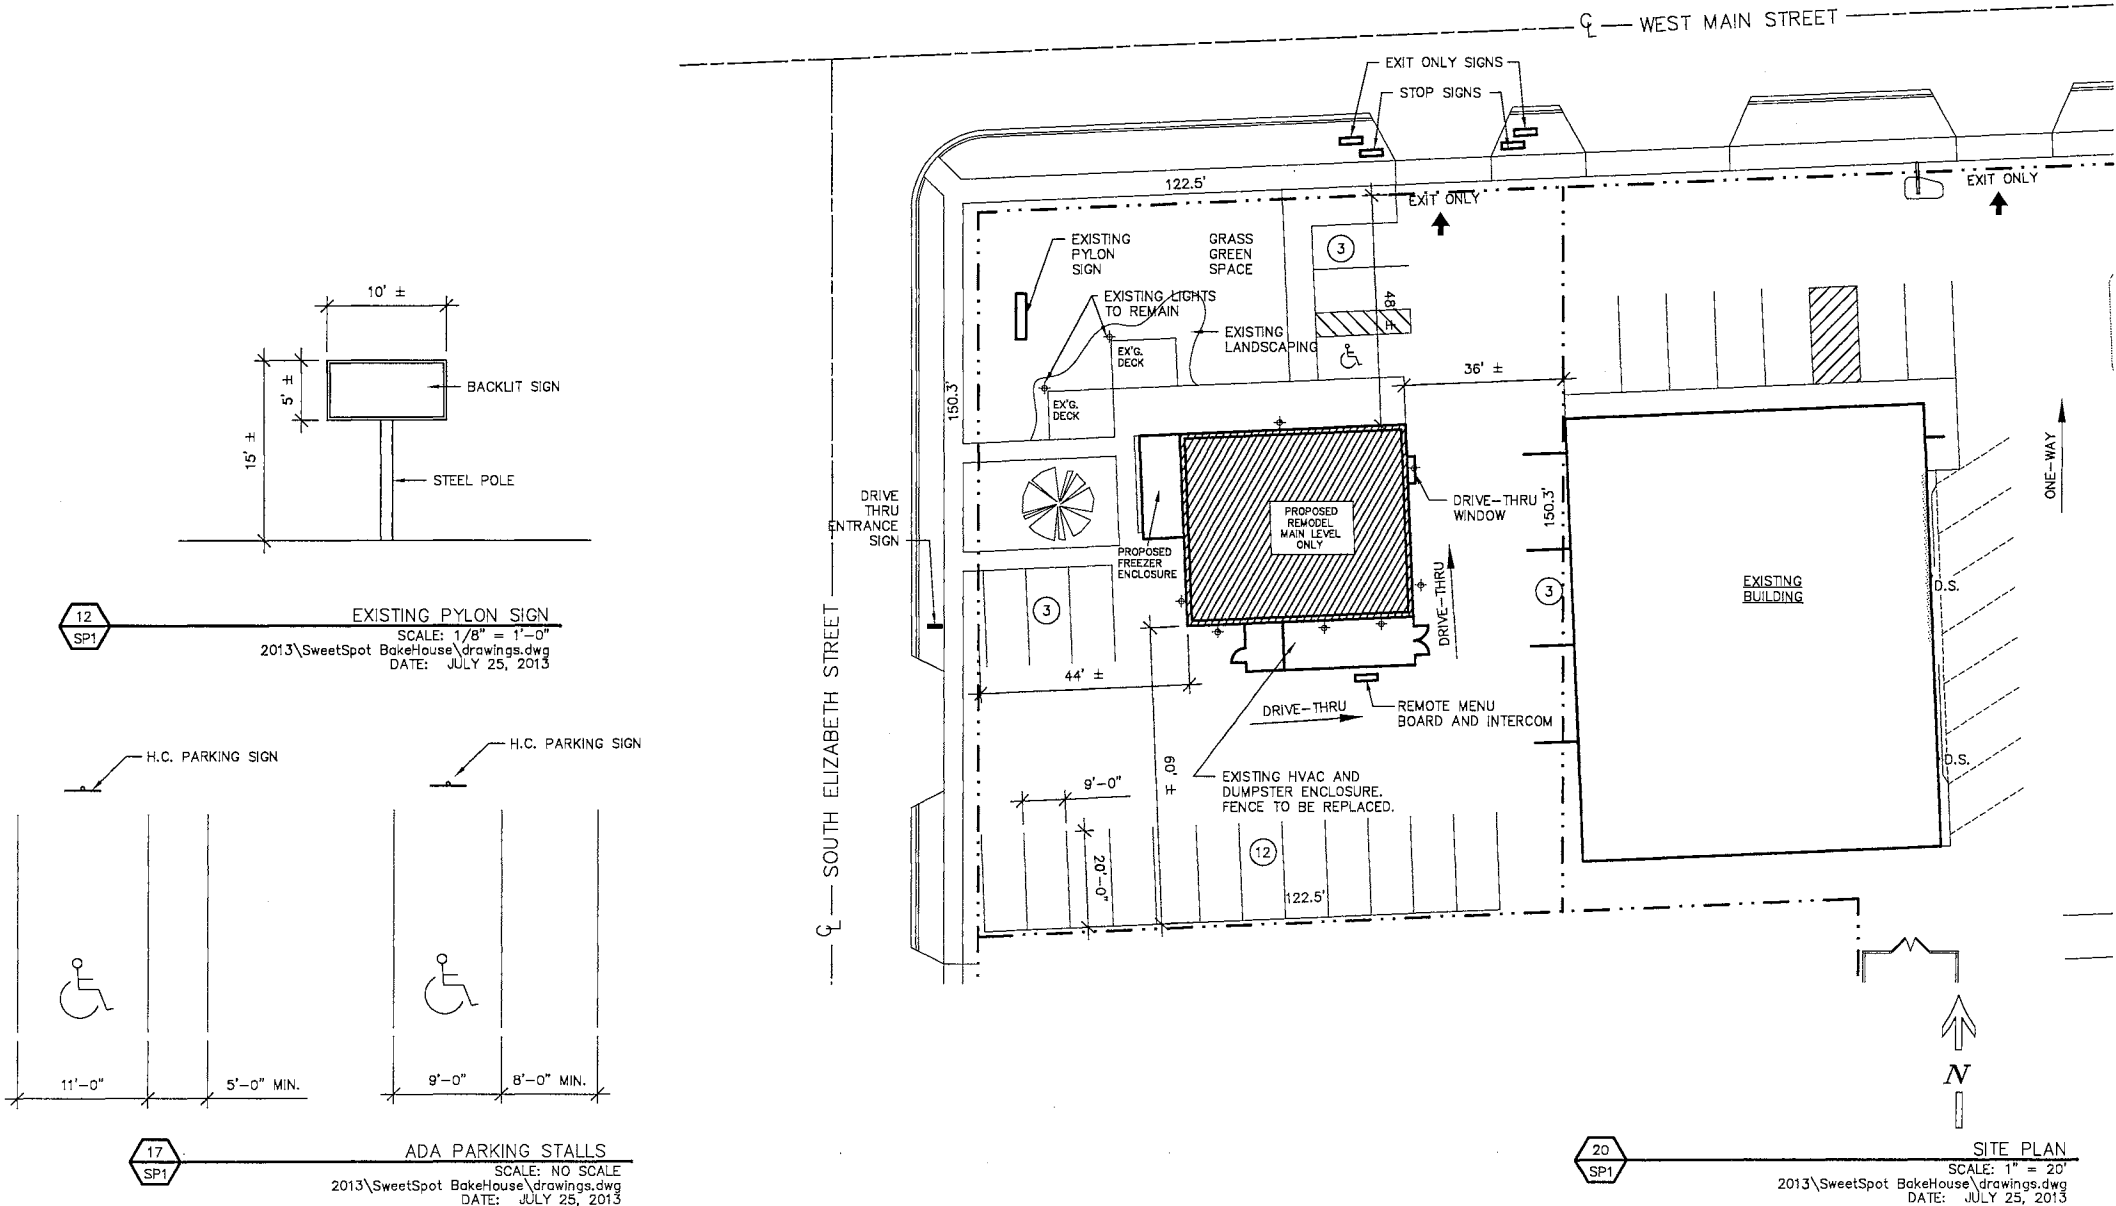 10' ±
5' ±
15' ±
BACKLIT SIGN
STEEL POLE
12
SP1
EXISTING PYLON SIGN
SCALE: 1/8" = 1'-0"
2013\SweetSpot BakeHouse\drawings.dwg
DATE: JULY 25, 2013
H.C. PARKING SIGN
H.C. PARKING SIGN
11'-0"
5'-0" MIN.
9'-0"
8'-0" MIN.
17
SP1
ADA PARKING STALLS
SCALE: NO SCALE
2013\SweetSpot BakeHouse\drawings.dwg
DATE: JULY 25, 2013
CL
WEST MAIN STREET
EXIT ONLY SIGNS
STOP SIGNS
122.5'
EXIT ONLY
EXIT ONLY
EXISTING
PYLON
SIGN
GRASS
GREEN
SPACE
3
EXISTING LIGHTS
TO REMAIN
EXISTING
LANDSCAPING
48' ±
EX'G.
DECK
EX'G.
DECK
36' ±
150.3'
ONE-WAY
DRIVE
THRU
ENTRANCE
SIGN
PROPOSED
FREEZER
ENCLOSURE
PROPOSED
REMODEL
MAIN LEVEL
ONLY
DRIVE-THRU
WINDOW
150.3'
DRIVE-THRU
3
3
EXISTING
BUILDING
D.S.
D.S.
44' ±
DRIVE-THRU
REMOTE MENU
BOARD AND INTERCOM
60' ±
EXISTING HVAC AND
DUMPSTER ENCLOSURE.
FENCE TO BE REPLACED.
9'-0"
20'-0"
12
122.5'
CL
SOUTH ELIZABETH STREET
N
20
SP1
SITE PLAN
SCALE: 1" = 20'
2013\SweetSpot BakeHouse\drawings.dwg
DATE: JULY 25, 2013